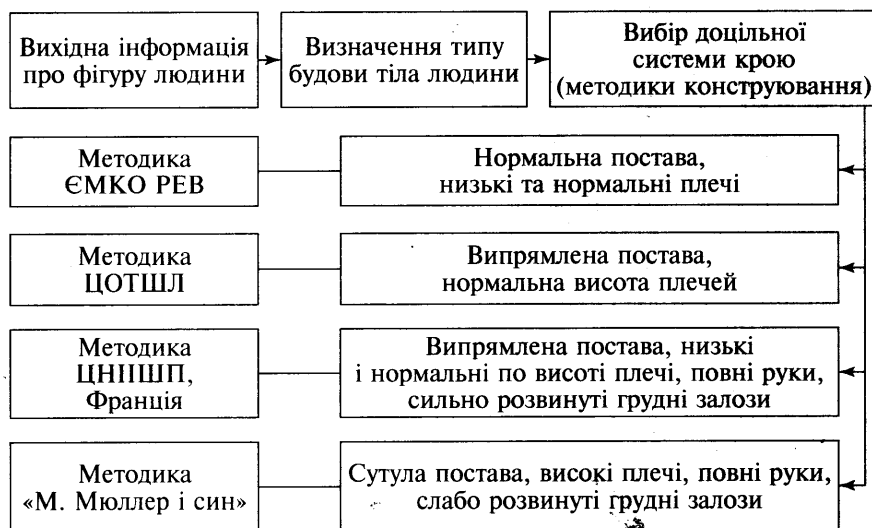 Вихідна інформація
про фігуру людини
Визначення типу
будови тіла людини
Вибір доцільної
системи крою
(методики конструювання)
Методика
ЄМКО РЕВ
Нормальна постава,
низькі та нормальні плечі
Методика
ЦОТШЛ
Випрямлена постава,
нормальна висота плечей
Методика
ЦНІІШП,
Франція
Випрямлена постава, низькі
і нормальні по висоті плечі, повні руки,
сильно розвинуті грудні залози
Методика
«М. Мюллер і син»
Сутула постава, високі плечі, повні руки,
слабо розвинуті грудні залози